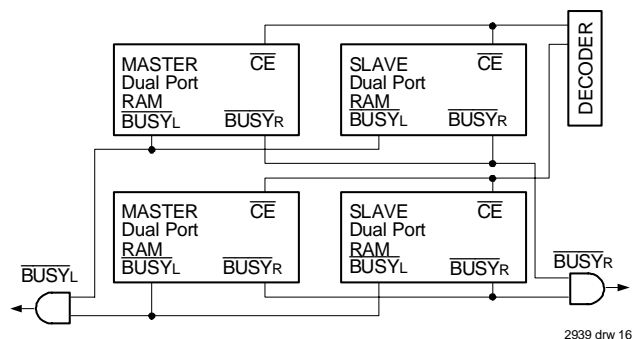 MASTER
Dual Port
RAM
BUSYL
CE
BUSYR
SLAVE
Dual Port
RAM
BUSYL
CE
BUSYR
DECODER
MASTER
Dual Port
RAM
BUSYL
CE
BUSYR
SLAVE
Dual Port
RAM
BUSYL
CE
BUSYR
BUSYL
BUSYR
2939 drw 16